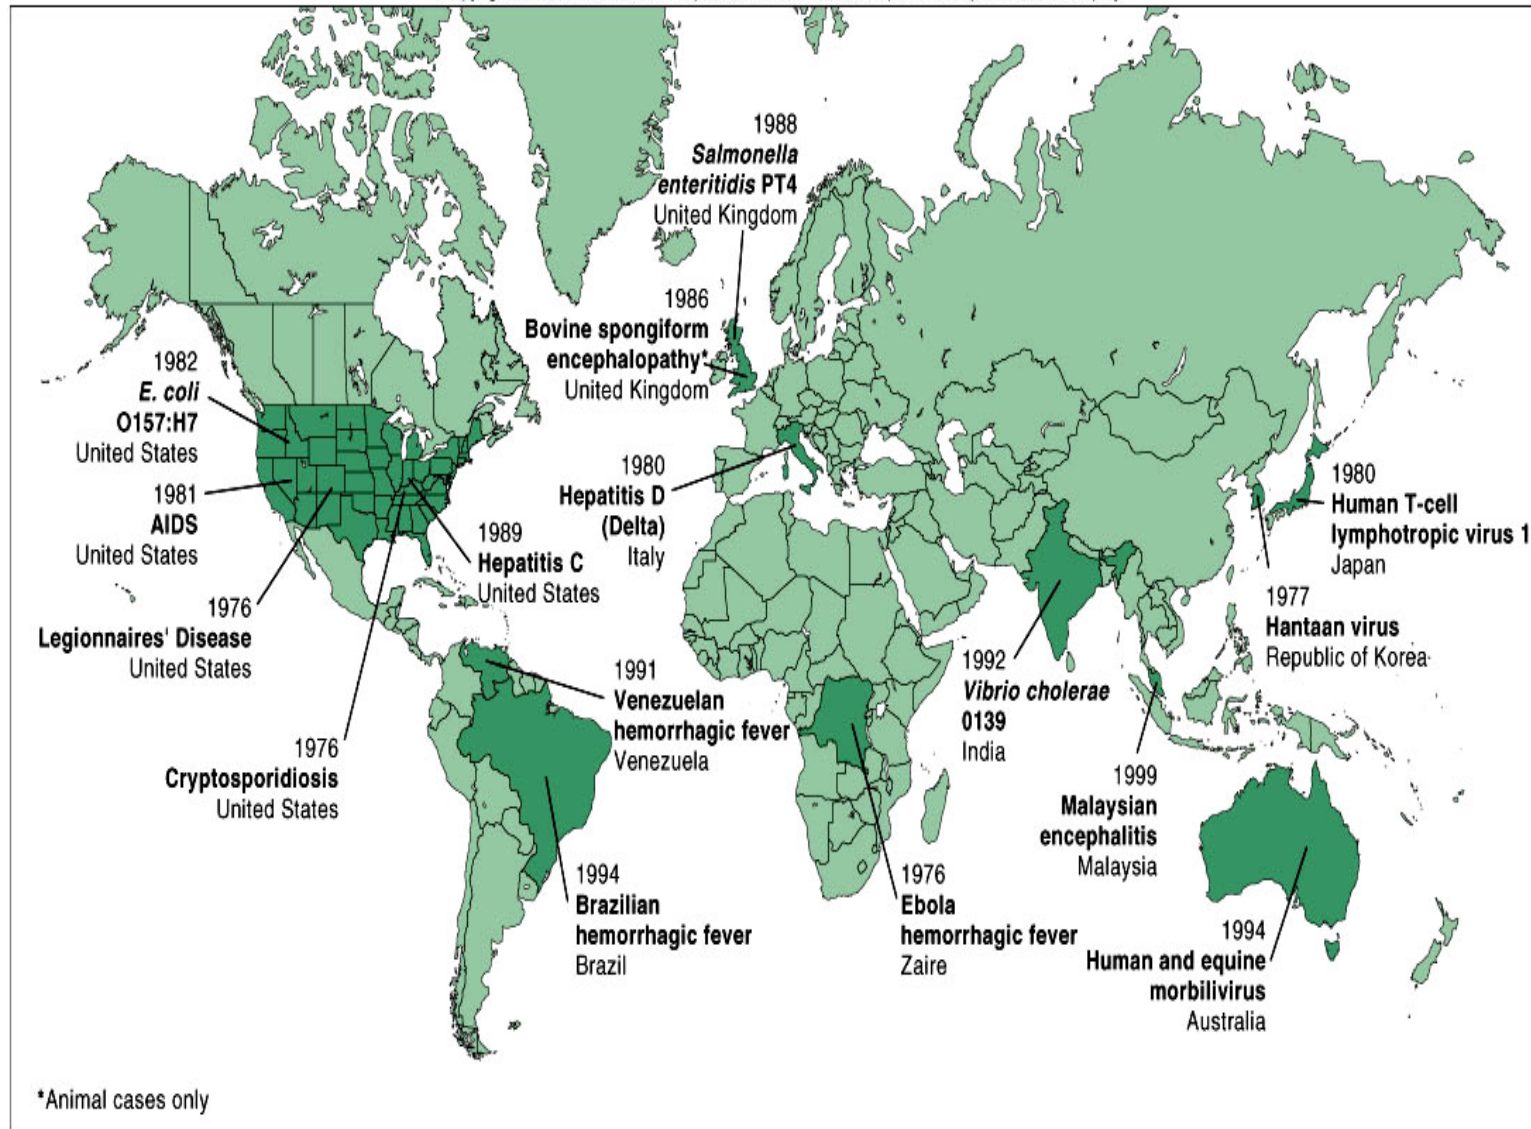 1988
Salmonella
enteritidis PT4
United Kingdom
1986
Bovine spongiform
encephalopathy*
United Kingdom
1982
E. coli
O157:H7
United States
1981
AIDS
United States
1976
Legionnaires' Disease
United States
1976
Cryptosporidiosis
United States
1989
Hepatitis C
United States
1980
Hepatitis D
(Delta)
Italy
1991
Venezuelan
hemorrhagic fever
Venezuela
1994
Brazilian
hemorrhagic fever
Brazil
1976
Ebola
hemorrhagic fever
Zaire
1992
Vibrio cholerae
0139
India
1980
Human T-cell
lymphotropic virus 1
Japan
1977
Hantaan virus
Republic of Korea
1999
Malaysian
encephalitis
Malaysia
1994
Human and equine
morbilivirus
Australia
*Animal cases only